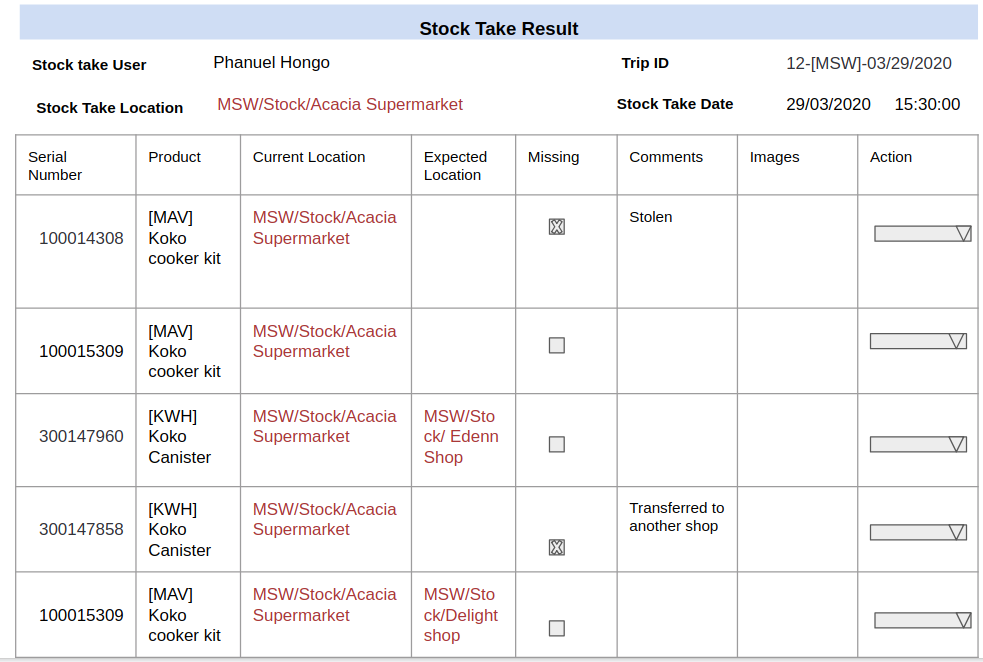 Stock Take Result
Stock take User Phanuel Hongo Trip ID 12-[MSW]-03/29/2020
Stock Take Location MSW/Stock/Acacia Supermarket Stock Take Date 29/03/2020 15:30:00
Serial Number Product Current Location Expected Location Missing Comments Images Action
100014308 [MAV] Koko cooker kit MSW/Stock/Acacia Supermarket Stolen
100015309 [MAV] Koko cooker kit MSW/Stock/Acacia Supermarket
300147960 [KWH] Koko Canister MSW/Stock/Acacia Supermarket MSW/Stock/ Edenn Shop
300147858 [KWH] Koko Canister MSW/Stock/Acacia Supermarket Transferred to another shop
100015309 [MAV] Koko cooker kit MSW/Stock/Acacia Supermarket MSW/Stock/Delight shop